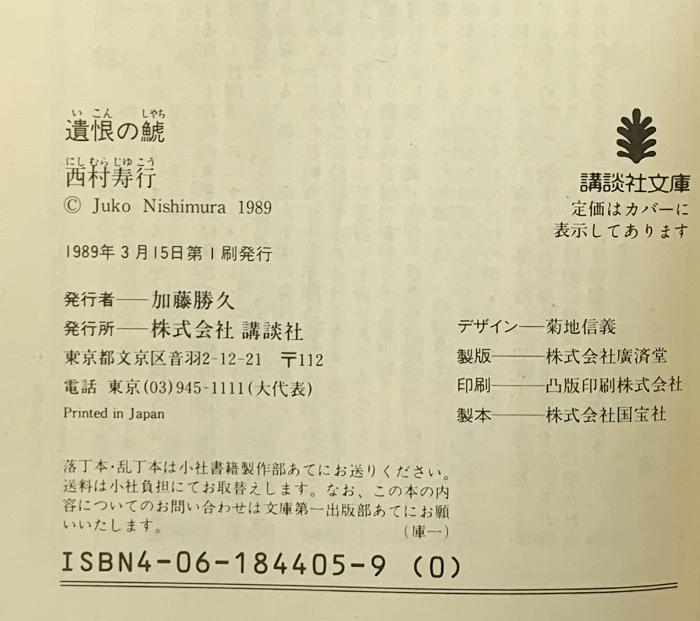 いこん しゃち
遺恨の鯱
にしむらじゅこう
西村寿行
© Juko Nishimura 1989
1989年3月15日第1刷発行
講談社文庫
定価はカバーに
表示してあります
発行者——加藤勝久
発行所——株式会社 講談社
東京都文京区音羽2-12-21 〒112
電話 東京(03)945-1111(大代表)
Printed in Japan
デザイン—菊地信義
製版———株式会社廣済堂
印刷———凸版印刷株式会社
製本———株式会社国宝社
落丁本・乱丁本は小社書籍製作部あてにお送りください。
送料は小社負担にてお取替えします。なお、この本の内
容についてのお問い合わせは文庫第一出版部あてにお願
いいたします。 (庫一)
ISBN4-06-184405-9 (0)